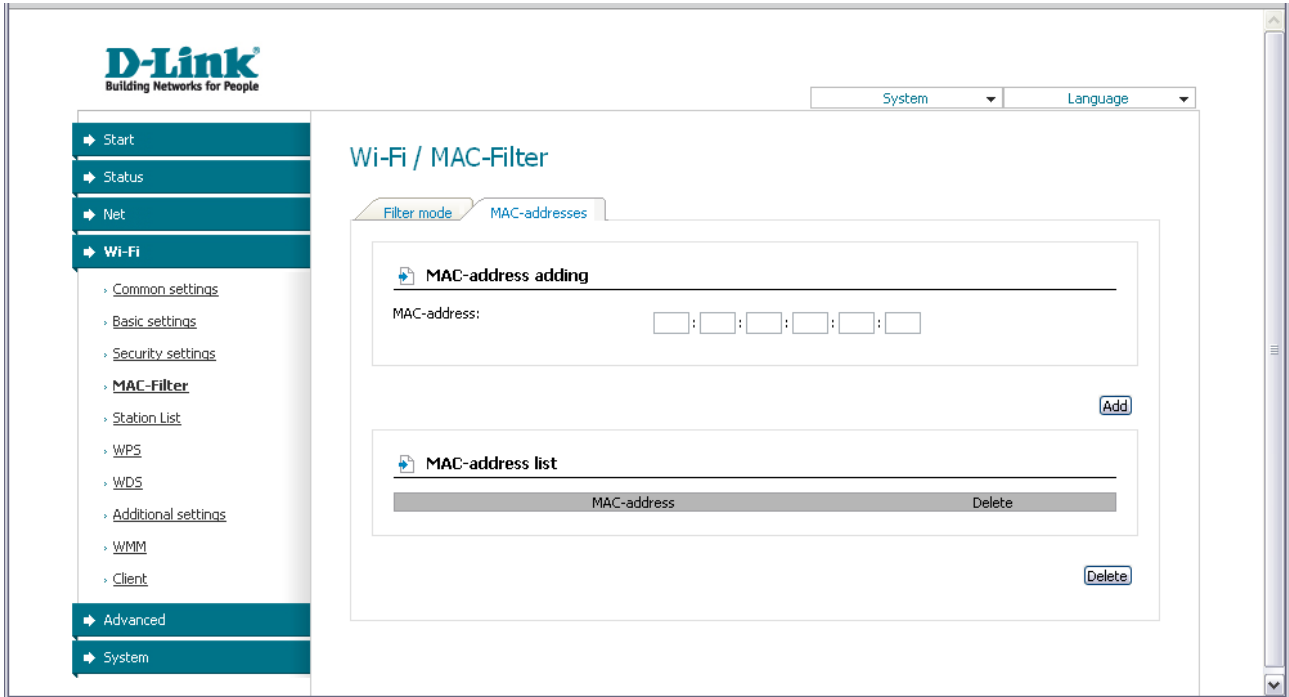 D-Link
Building Networks for People
System Language
Start
Status
Net
Wi-Fi
Common settings
Basic settings
Security settings
MAC-Filter
Station List
WPS
WDS
Additional settings
WMM
Client
Advanced
System
Wi-Fi / MAC-Filter
Filter mode MAC-addresses
MAC-address adding
MAC-address: : : : : :
Add
MAC-address list
MAC-address Delete
Delete